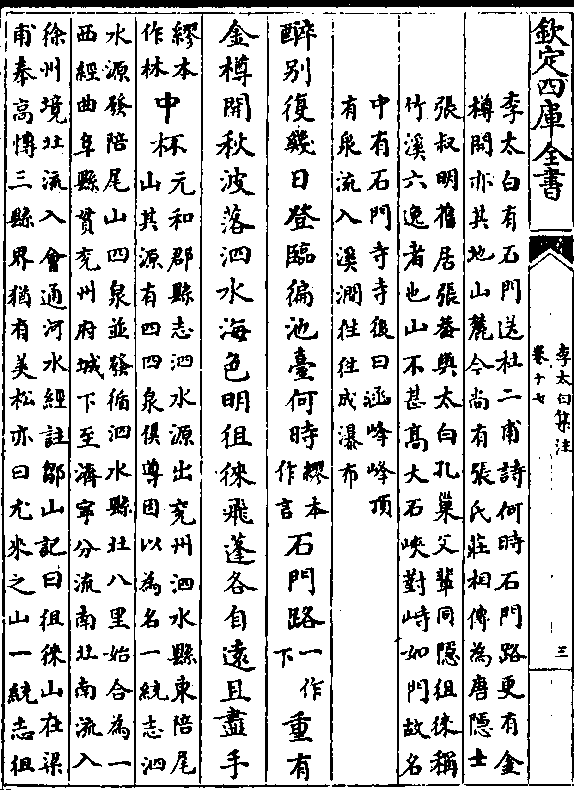 欽定四庫全書
李太白集注
卷十七
三
李太白有石門送杜二甫詩何時石門路更有金
樽開亦其地山麓今尚有張氏莊相傳為唐隱士
張叔明舊居張蓋與太白孔巢父輩同隱徂徠稱
竹溪六逸者也山不甚高大石峽對峙如門故名
中有石門寺寺後曰涵峰峰頂
有泉流入溪澗往往成瀑布
醉別復幾日登臨徧池臺何時繆本作言石門路一作下重有
金樽開秋波落泗水海色明徂徠飛蓬各自遠且盡手
繆本作林中杯元和郡縣志泗水源出兖州泗水縣東陪尾
山其源有四四泉俱導因以為名一統志泗
水源發陪尾山四泉並發循泗水縣北八里始合為一
西經曲阜縣貫兖州府城下至濟寧分流南北南流入
徐州境北流入會通河水經註鄒山記曰徂徠山在梁
甫奉高博三縣界猶有美松亦曰尤崍之山一統志徂